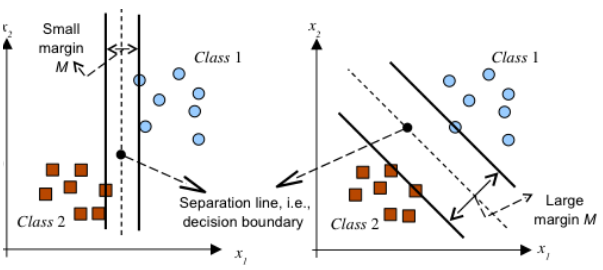 x2
Small
margin
M
Class 1
Class 2
x1
Separation line, i.e.,
decision boundary
x2
Class 1
Class 2
Large
margin M
x1